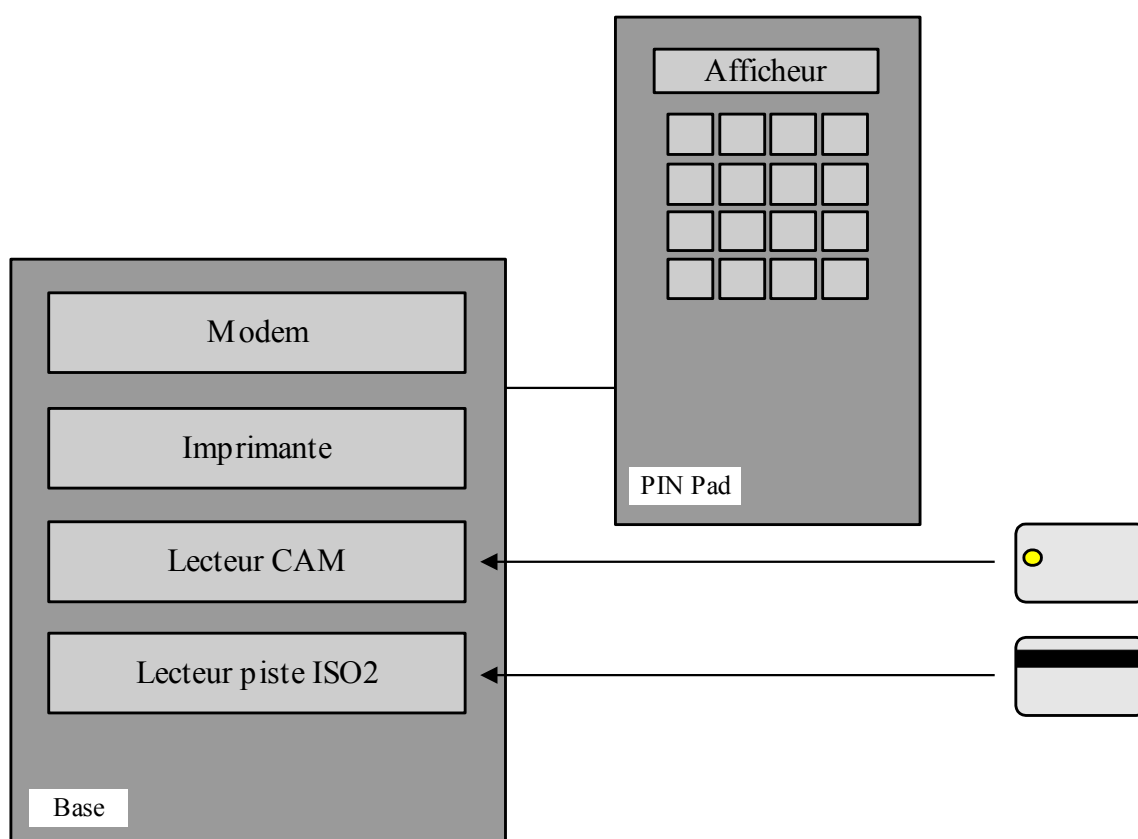 Afficheur
PIN Pad
Modem
Imprimante
Lecteur CAM
Lecteur piste ISO2
Base